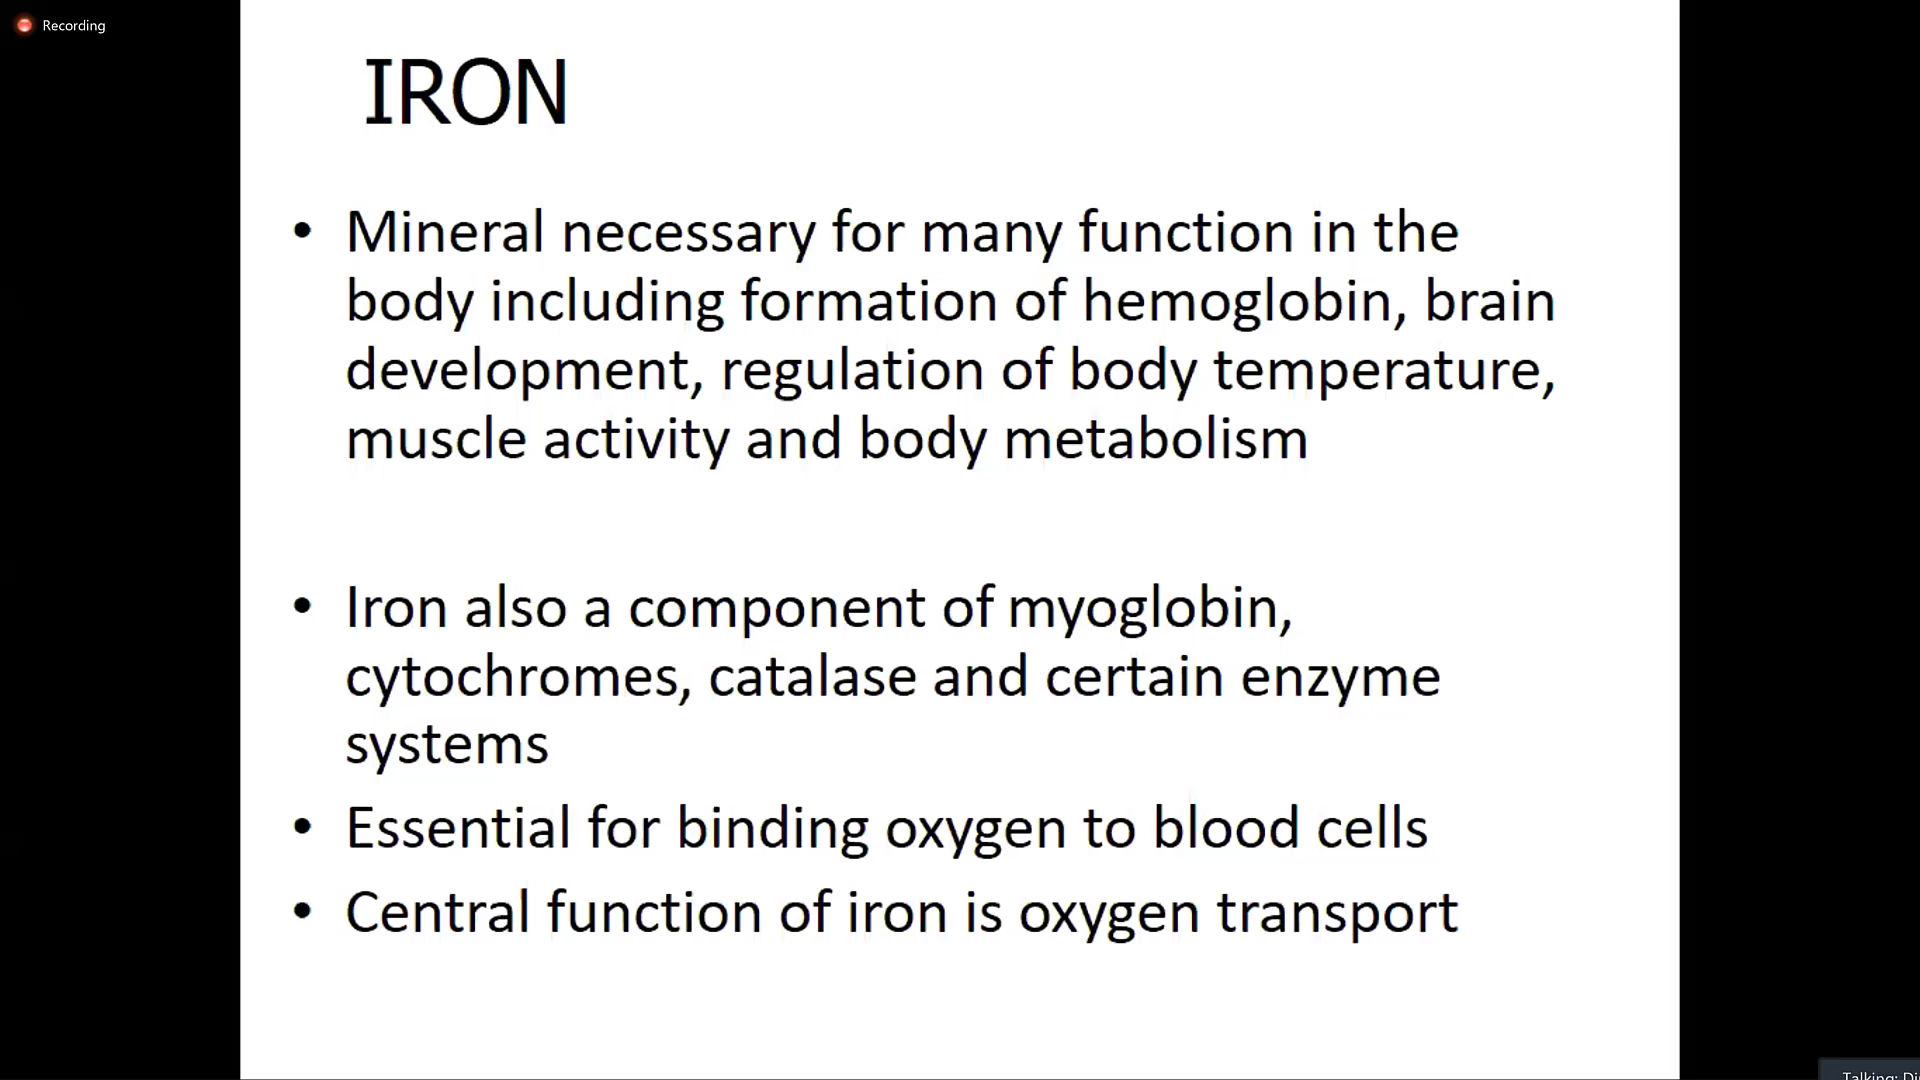 Recording
IRON
• Mineral necessary for many function in the
body including formation of hemoglobin, brain
development, regulation of body temperature,
muscle activity and body metabolism
• Iron also a component of myoglobin,
cytochromes, catalase and certain enzyme
systems
• Essential for binding oxygen to blood cells
• Central function of iron is oxygen transport
Talking: